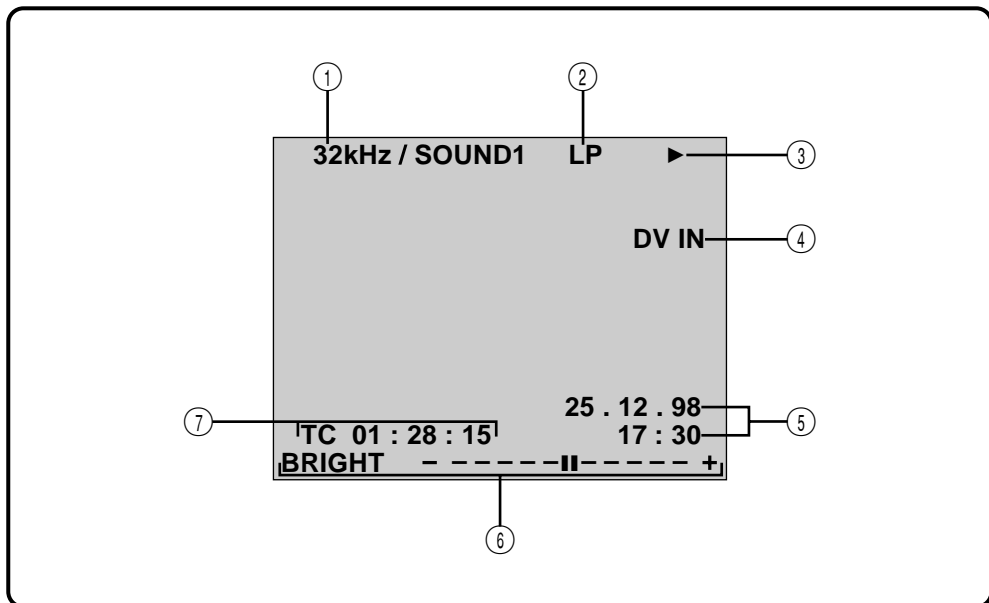 1 2
32kHz / SOUND1 LP ► 3
DV IN 4
25 . 12 . 98
7 5
TC 01 : 28 : 15 17 : 30
BRIGHT – – – – – – – – – – – – +
6